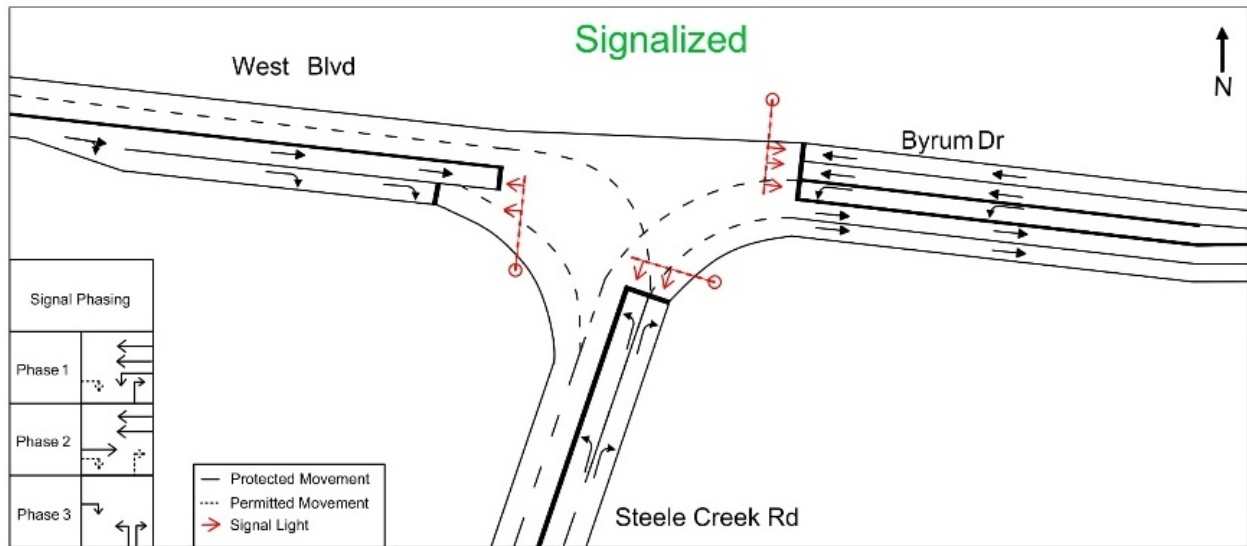 Signalized
West Blvd
N
Byrum Dr
Signal Phasing
Phase 1
Phase 2
Phase 3
Protected Movement
Permitted Movement
Signal Light
Steele Creek Rd